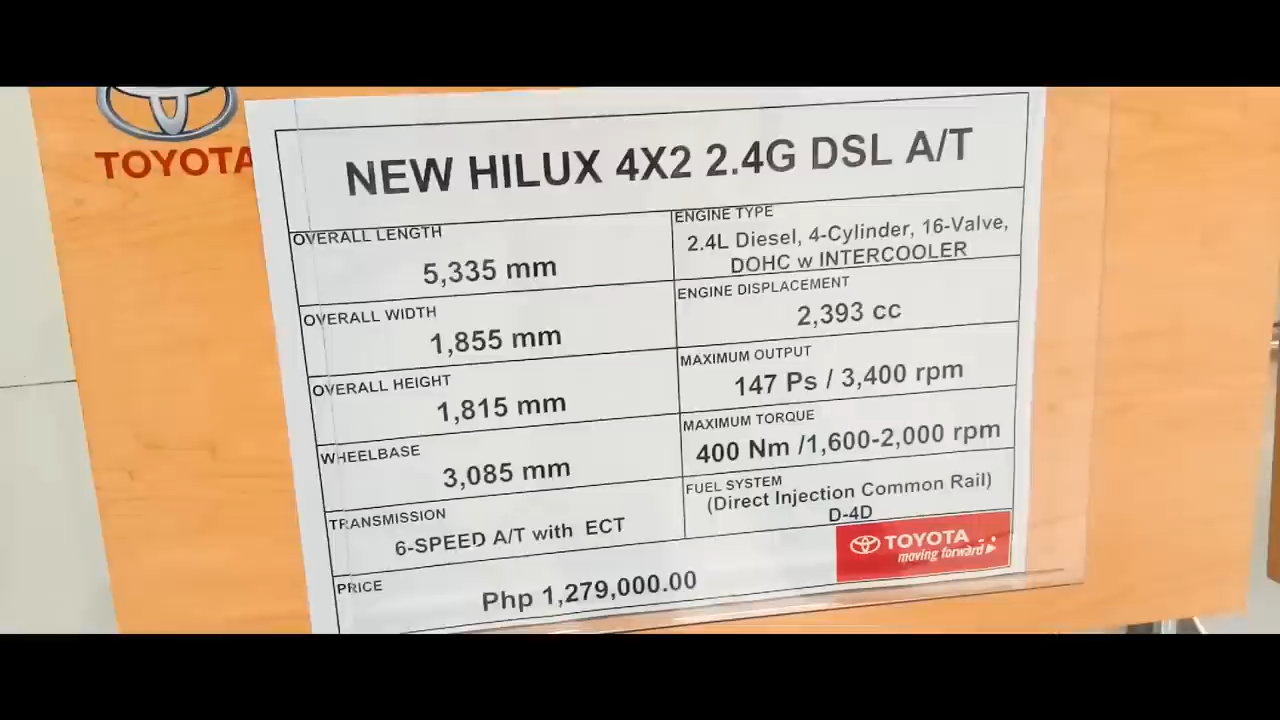 TOYOTA
NEW HILUX 4X2 2.4G DSL A/T
OVERALL LENGTH
5,335 mm
OVERALL WIDTH
1,855 mm
OVERALL HEIGHT
1,815 mm
WHEELBASE
3,085 mm
TRANSMISSION
6-SPEED A/T with ECT
PRICE
Php 1,279,000.00
ENGINE TYPE
2.4L Diesel, 4-Cylinder, 16-Valve,
DOHC w INTERCOOLER
ENGINE DISPLACEMENT
2,393 cc
MAXIMUM OUTPUT
147 Ps / 3,400 rpm
MAXIMUM TORQUE
400 Nm /1,600-2,000 rpm
FUEL SYSTEM
(Direct Injection Common Rail)
D-4D
TOYOTA
moving forward